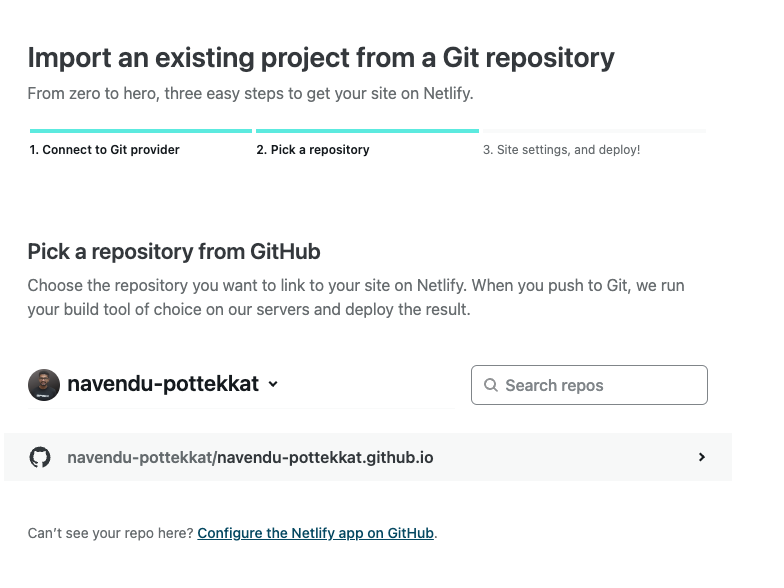 Import an existing project from a Git repository
From zero to hero, three easy steps to get your site on Netlify.
1. Connect to Git provider
2. Pick a repository
3. Site settings, and deploy!
Pick a repository from GitHub
Choose the repository you want to link to your site on Netlify. When you push to Git, we run
your build tool of choice on our servers and deploy the result.
navendu-pottekkat
Search repos
navendu-pottekkat/navendu-pottekkat.github.io
Can’t see your repo here? Configure the Netlify app on GitHub.